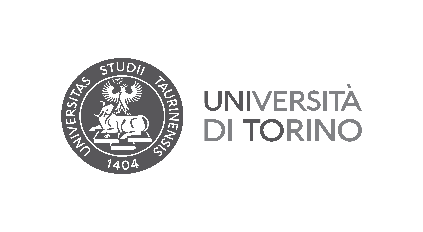 UNIVERSITAS STUDII TAURINENSIS
1404
UNIVERSITÀ
DI TORINO